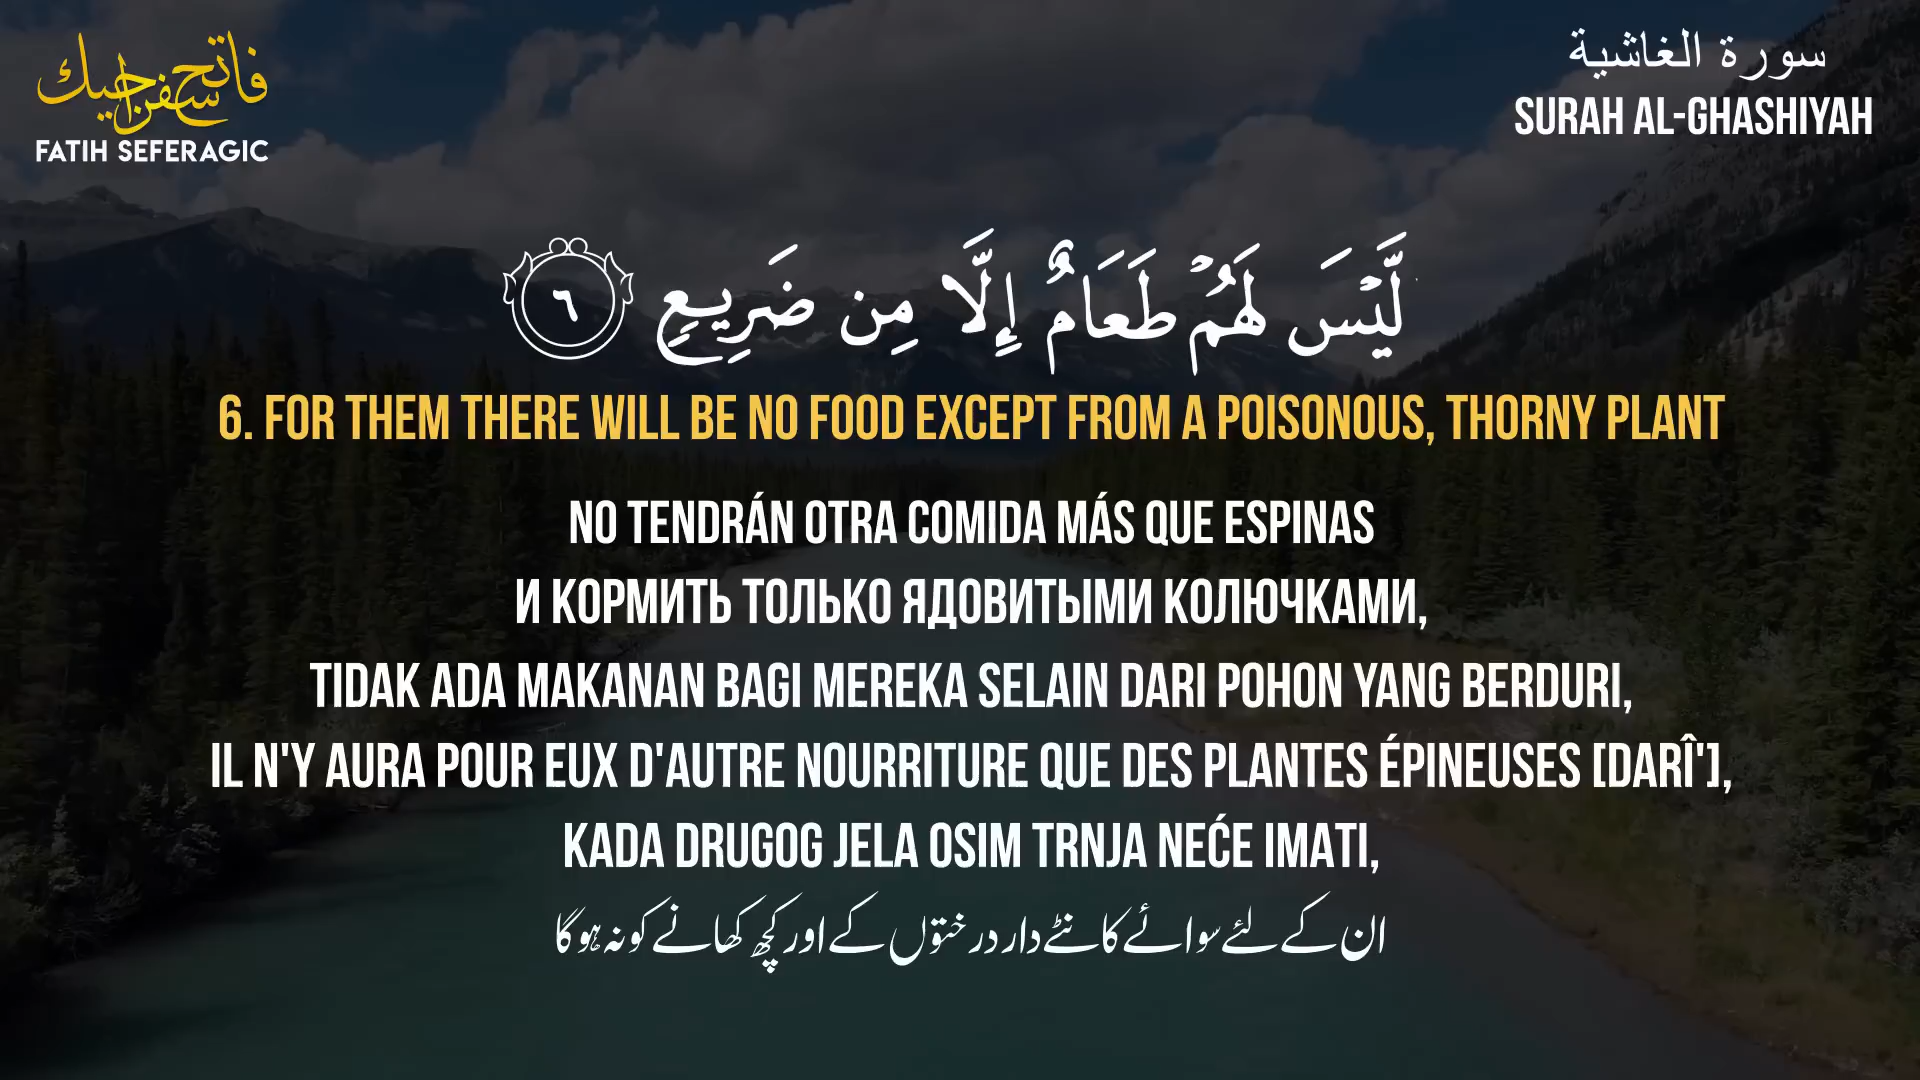 فاتح سفراجيك
FATIH SEFERAGIC
سورة الغاشية
SURAH AL-GHASHIYAH
لَّيْسَ لَهُمْ طَعَامٌ إِلَّا مِن ضَرِيعٍ ٦
6. FOR THEM THERE WILL BE NO FOOD EXCEPT FROM A POISONOUS, THORNY PLANT
NO TENDRÁN OTRA COMIDA MÁS QUE ESPINAS
И КОРМИТЬ ТОЛЬКО ЯДОВИТЫМИ КОЛЮЧКАМИ,
TIDAK ADA MAKANAN BAGI MEREKA SELAIN DARI POHON YANG BERDURI,
IL N'Y AURA POUR EUX D'AUTRE NOURRITURE QUE DES PLANTES ÉPINEUSES [DARÎ'],
KADA DRUGOG JELA OSIM TRNJA NEĆE IMATI,
ان کے لئے سوائے کانٹے دار درختوں کے اور کچھ کھانے کو نہ ہوگا